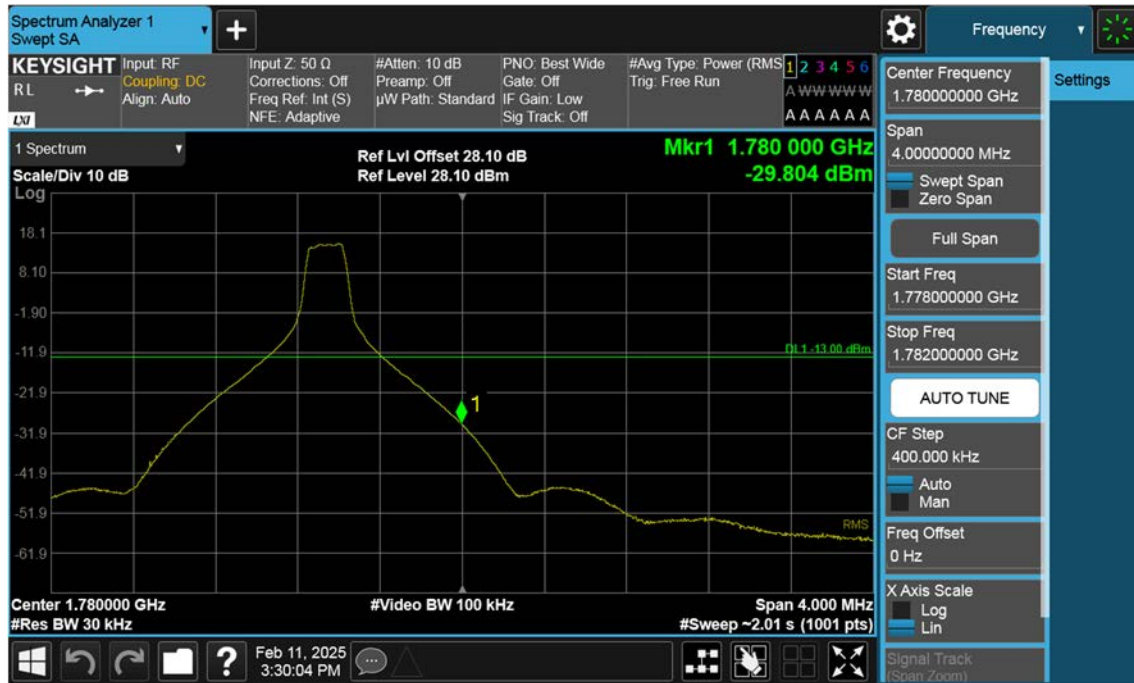 Spectrum Analyzer 1
Swept SA
Frequency
KEYSIGHT
RL
LXI
Input: RF
Coupling: DC
Align: Auto
Input Z: 50 Ω
Corrections: Off
Freq Ref: Int (S)
NFE: Adaptive
#Atten: 10 dB
Preamp: Off
µW Path: Standard
PNO: Best Wide
Gate: Off
IF Gain: Low
Sig Track: Off
#Avg Type: Power (RMS
Trig: Free Run
1 2 3 4 5 6
A W W W W W
A A A A A A
1 Spectrum
Scale/Div 10 dB
Log
Ref Lvl Offset 28.10 dB
Ref Level 28.10 dBm
Mkr1 1.780 000 GHz
-29.804 dBm
18.1
8.10
-1.90
-11.9
-21.9
-31.9
-41.9
-51.9
-61.9
DL1 -13.00 dBm
1
RMS
Center 1.780000 GHz
#Res BW 30 kHz
#Video BW 100 kHz
Span 4.000 MHz
#Sweep ~2.01 s (1001 pts)
Feb 11, 2025
3:30:04 PM
Center Frequency
1.780000000 GHz
Span
4.00000000 MHz
Swept Span
Zero Span
Full Span
Start Freq
1.778000000 GHz
Stop Freq
1.782000000 GHz
AUTO TUNE
CF Step
400.000 kHz
Auto
Man
Freq Offset
0 Hz
X Axis Scale
Log
Lin
Signal Track
(Span Zoom)
Settings